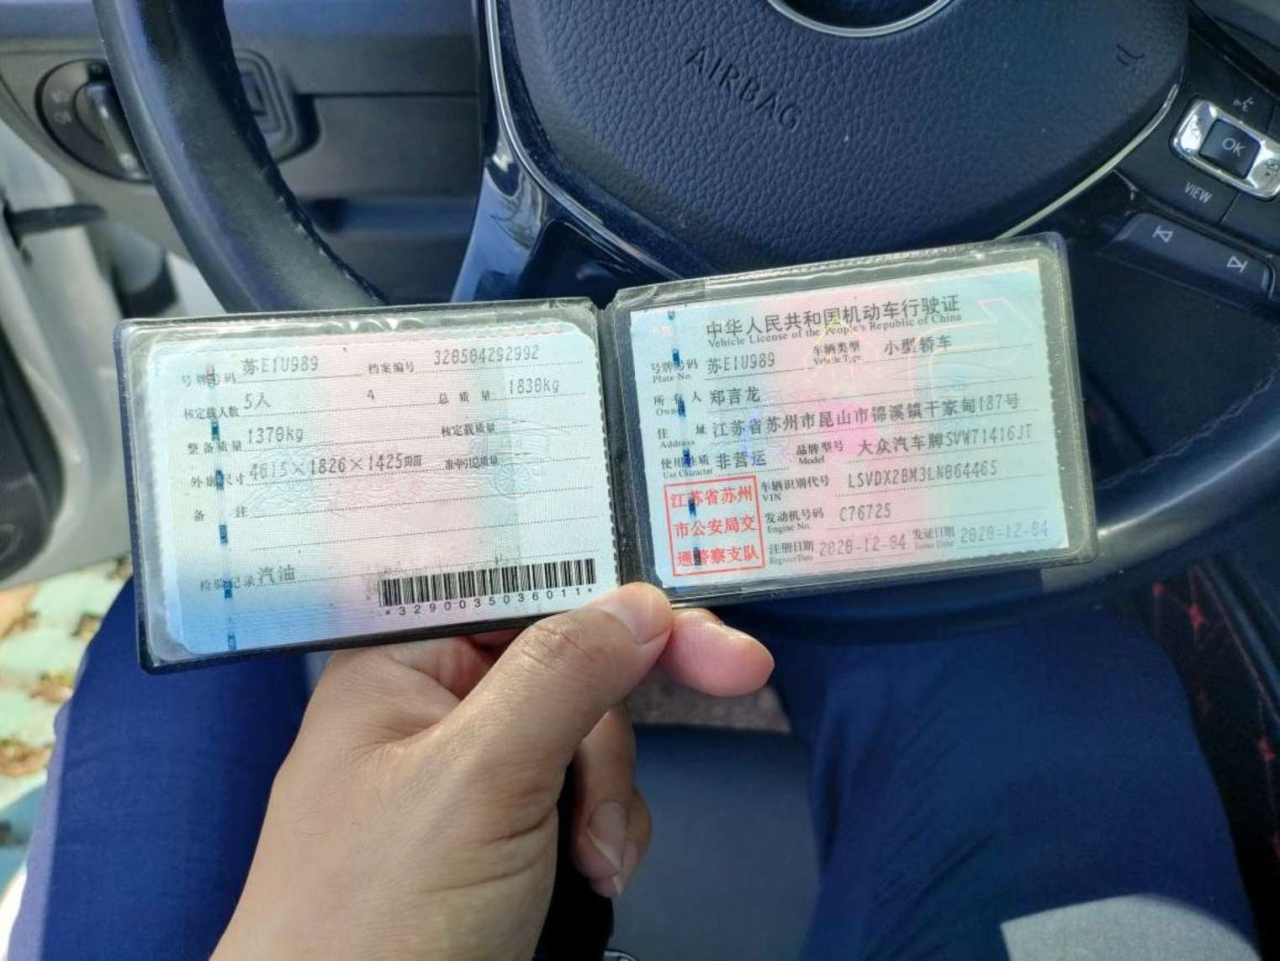 AIRBAG
OK
VIEW
号牌号码 苏E1U989 档案编号 320504292992
核定载人数 5人 总质量 1830kg
整备质量 1370kg 核定载质量
外廓尺寸 4615×1826×1425mm 准牵引总质量
备注
检验记录 汽油
*3290035036011*
中华人民共和国机动车行驶证
Vehicle License of the People's Republic of China
号牌号码 苏E1U989 车辆类型 小型轿车
Plate No. Vehicle Type
所有人 郑言龙
Owner
住址 江苏省苏州市昆山市锦溪镇干家甸187号
Address
使用性质 非营运 品牌型号 大众汽车牌SVW71416JT
Use Character Model
江苏省苏州
市公安局交
通警察支队
车辆识别代号 LSVDX2BM3LN064465
VIN
发动机号码 C76725
Engine No.
注册日期 2020-12-04 发证日期 2020-12-04
Register Date Issue Date